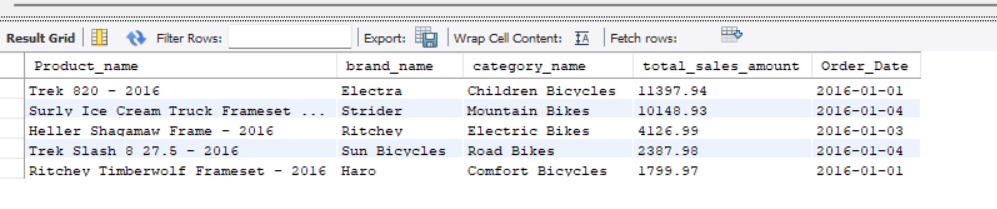 Result Grid Filter Rows: Export: Wrap Cell Content: Fetch rows:
Product_name brand_name category_name total_sales_amount Order_Date
Trek 820 - 2016 Electra Children Bicycles 11397.94 2016-01-01
Surly Ice Cream Truck Frameset ... Strider Mountain Bikes 10148.93 2016-01-04
Heller Shagamaw Frame - 2016 Ritchey Electric Bikes 4126.99 2016-01-03
Trek Slash 8 27.5 - 2016 Sun Bicycles Road Bikes 2387.98 2016-01-04
Ritchey Timberwolf Frameset - 2016 Haro Comfort Bicycles 1799.97 2016-01-01